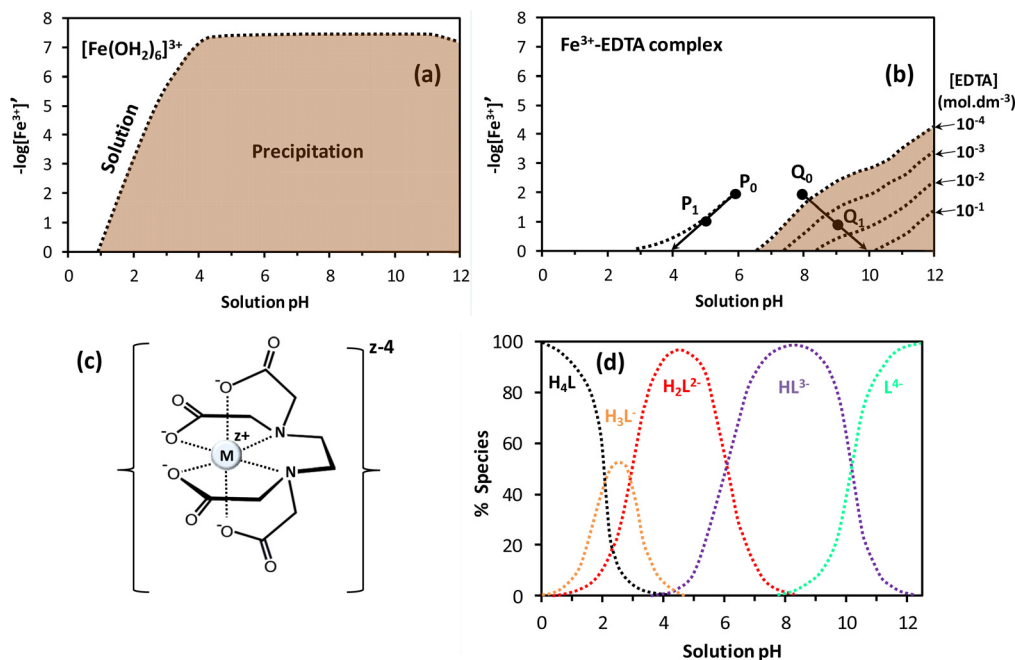 8
7
6
5
4
3
2
1
0
-log[Fe³⁺]′
[Fe(OH₂)₆]³⁺
(a)
Solution
Precipitation
0 2 4 6 8 10 12
Solution pH
8
7
6
5
4
3
2
1
0
-log[Fe³⁺]′
Fe³⁺-EDTA complex
(b)
[EDTA]
(mol.dm⁻³)
10⁻⁴
10⁻³
10⁻²
10⁻¹
P₀
P₁
Q₀
Q₁
0 2 4 6 8 10 12
Solution pH
(c)
z-4
O
⁻O
O
⁻O
z+
M
N
N
⁻O
O
⁻O
O
100
80
60
40
20
0
% Species
(d)
H₄L
H₃L⁻
H₂L²⁻
HL³⁻
L⁴⁻
0 2 4 6 8 10 12
Solution pH